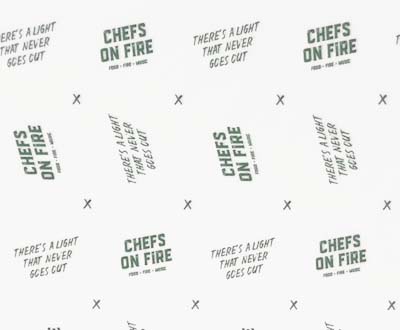 HERE'S A LIGHT
THAT NEVER
GOES OUT
CHEFS
ON FIRE
FOOD • FIRE • MUSIC
THERE'S A LIGHT
THAT NEVER
GOES OUT
CHEFS
ON FIRE
FOOD • FIRE • MUSIC
X X X X
CHEFS
ON FIRE
FOOD • FIRE • MUSIC
THERE'S A LIGHT
THAT NEVER
GOES OUT
CHEFS
ON FIRE
FOOD • FIRE • MUSIC
THERE'S A LIGHT
THAT NEVER
GOES OUT
X X X X
THERE'S A LIGHT
THAT NEVER
GOES OUT
CHEFS
ON FIRE
FOOD • FIRE • MUSIC
THERE'S A LIGHT
THAT NEVER
GOES OUT
CHEFS
ON FIRE
FOOD • FIRE • MUSIC
X X X X